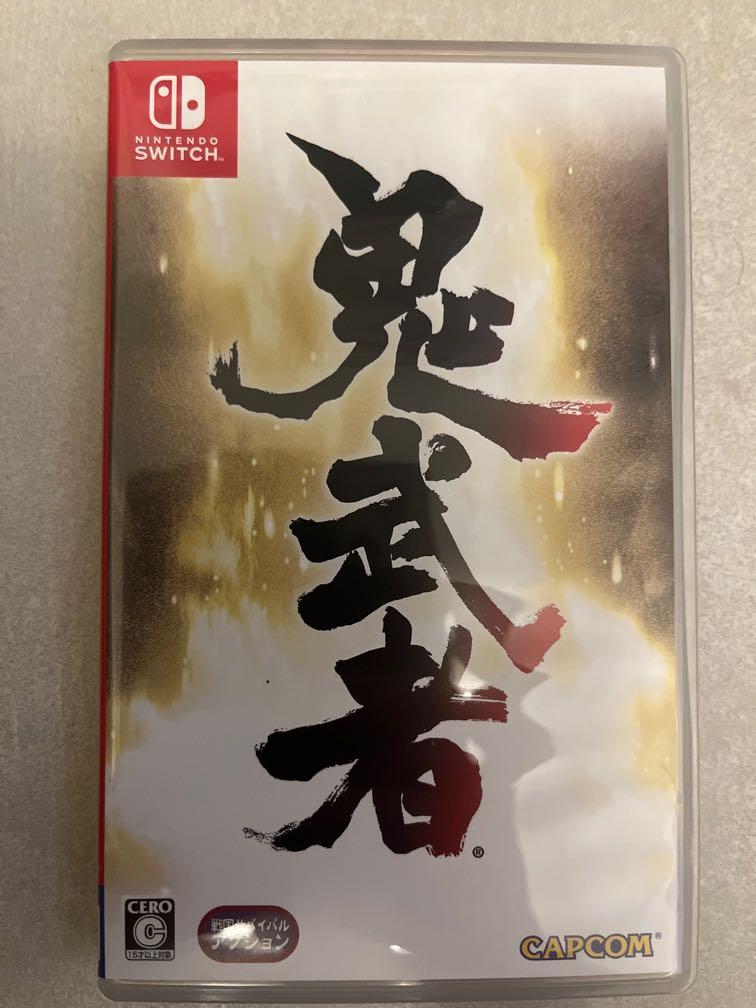 NINTENDO
SWITCH™
鬼武者®
CERO
C
15才以上対象
戦国サバイバル
アクション
CAPCOM®